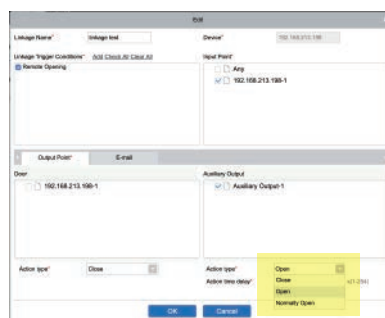 Edit
Linkage Name* linkage test Device* 192.168.213.198
Linkage Trigger Conditions* Add Check All Clear All Input Point*
Remote Opening
Any
192.168.213.198-1
Output Point* E-mail
Door Auxiliary Output
192.168.213.198-1 Auxiliary Output-1
Action type* Close Action type* Open
Action time delay* s(1-254)
Close
Open
Normally Open
OK Cancel